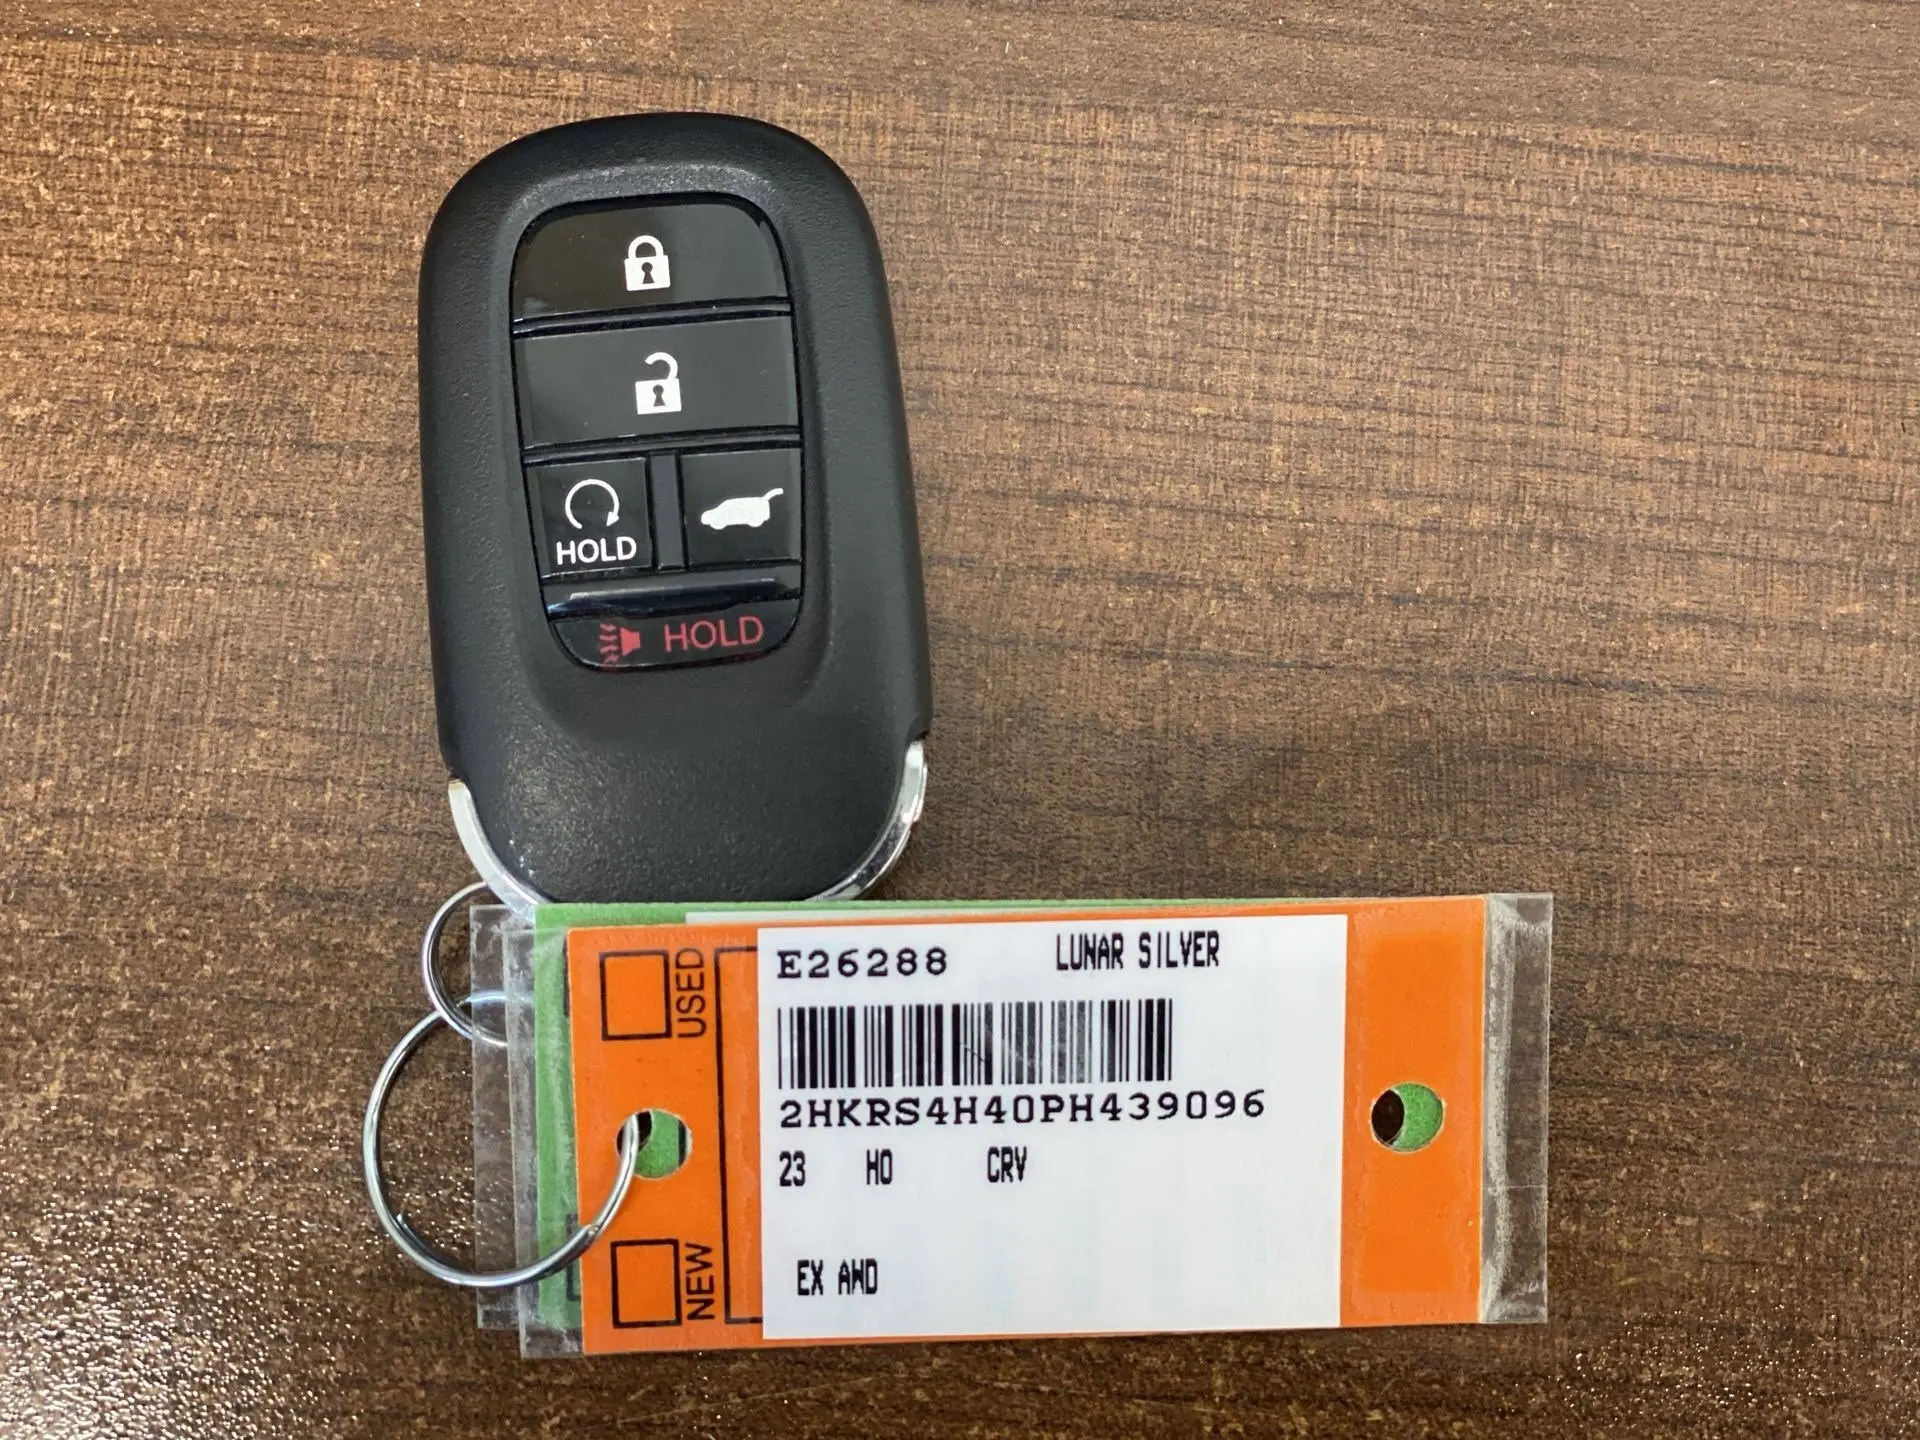 HOLD
HOLD
USED
NEW
E26288 LUNAR SILVER
2HKRS4H40PH439096
23 HO CRV
EX AWD